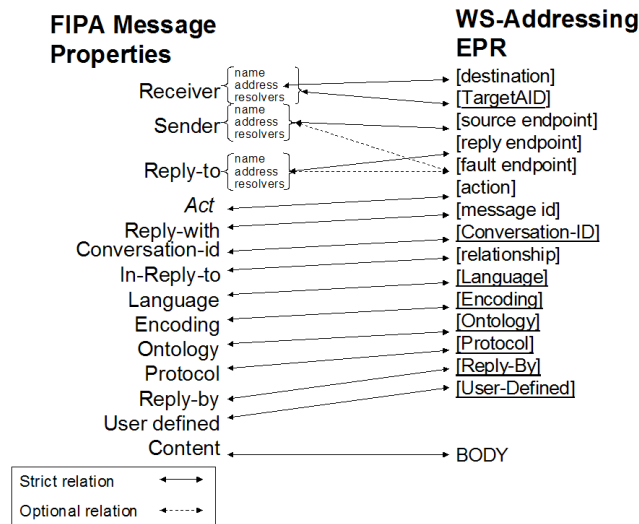 FIPA Message
Properties
WS-Addressing
EPR
Receiver
name
address
resolvers
Sender
name
address
resolvers
Reply-to
name
address
resolvers
Act
Reply-with
Conversation-id
In-Reply-to
Language
Encoding
Ontology
Protocol
Reply-by
User defined
Content
[destination]
[TargetAID]
[source endpoint]
[reply endpoint]
[fault endpoint]
[action]
[message id]
[Conversation-ID]
[relationship]
[Language]
[Encoding]
[Ontology]
[Protocol]
[Reply-By]
[User-Defined]
BODY
Strict relation
Optional relation